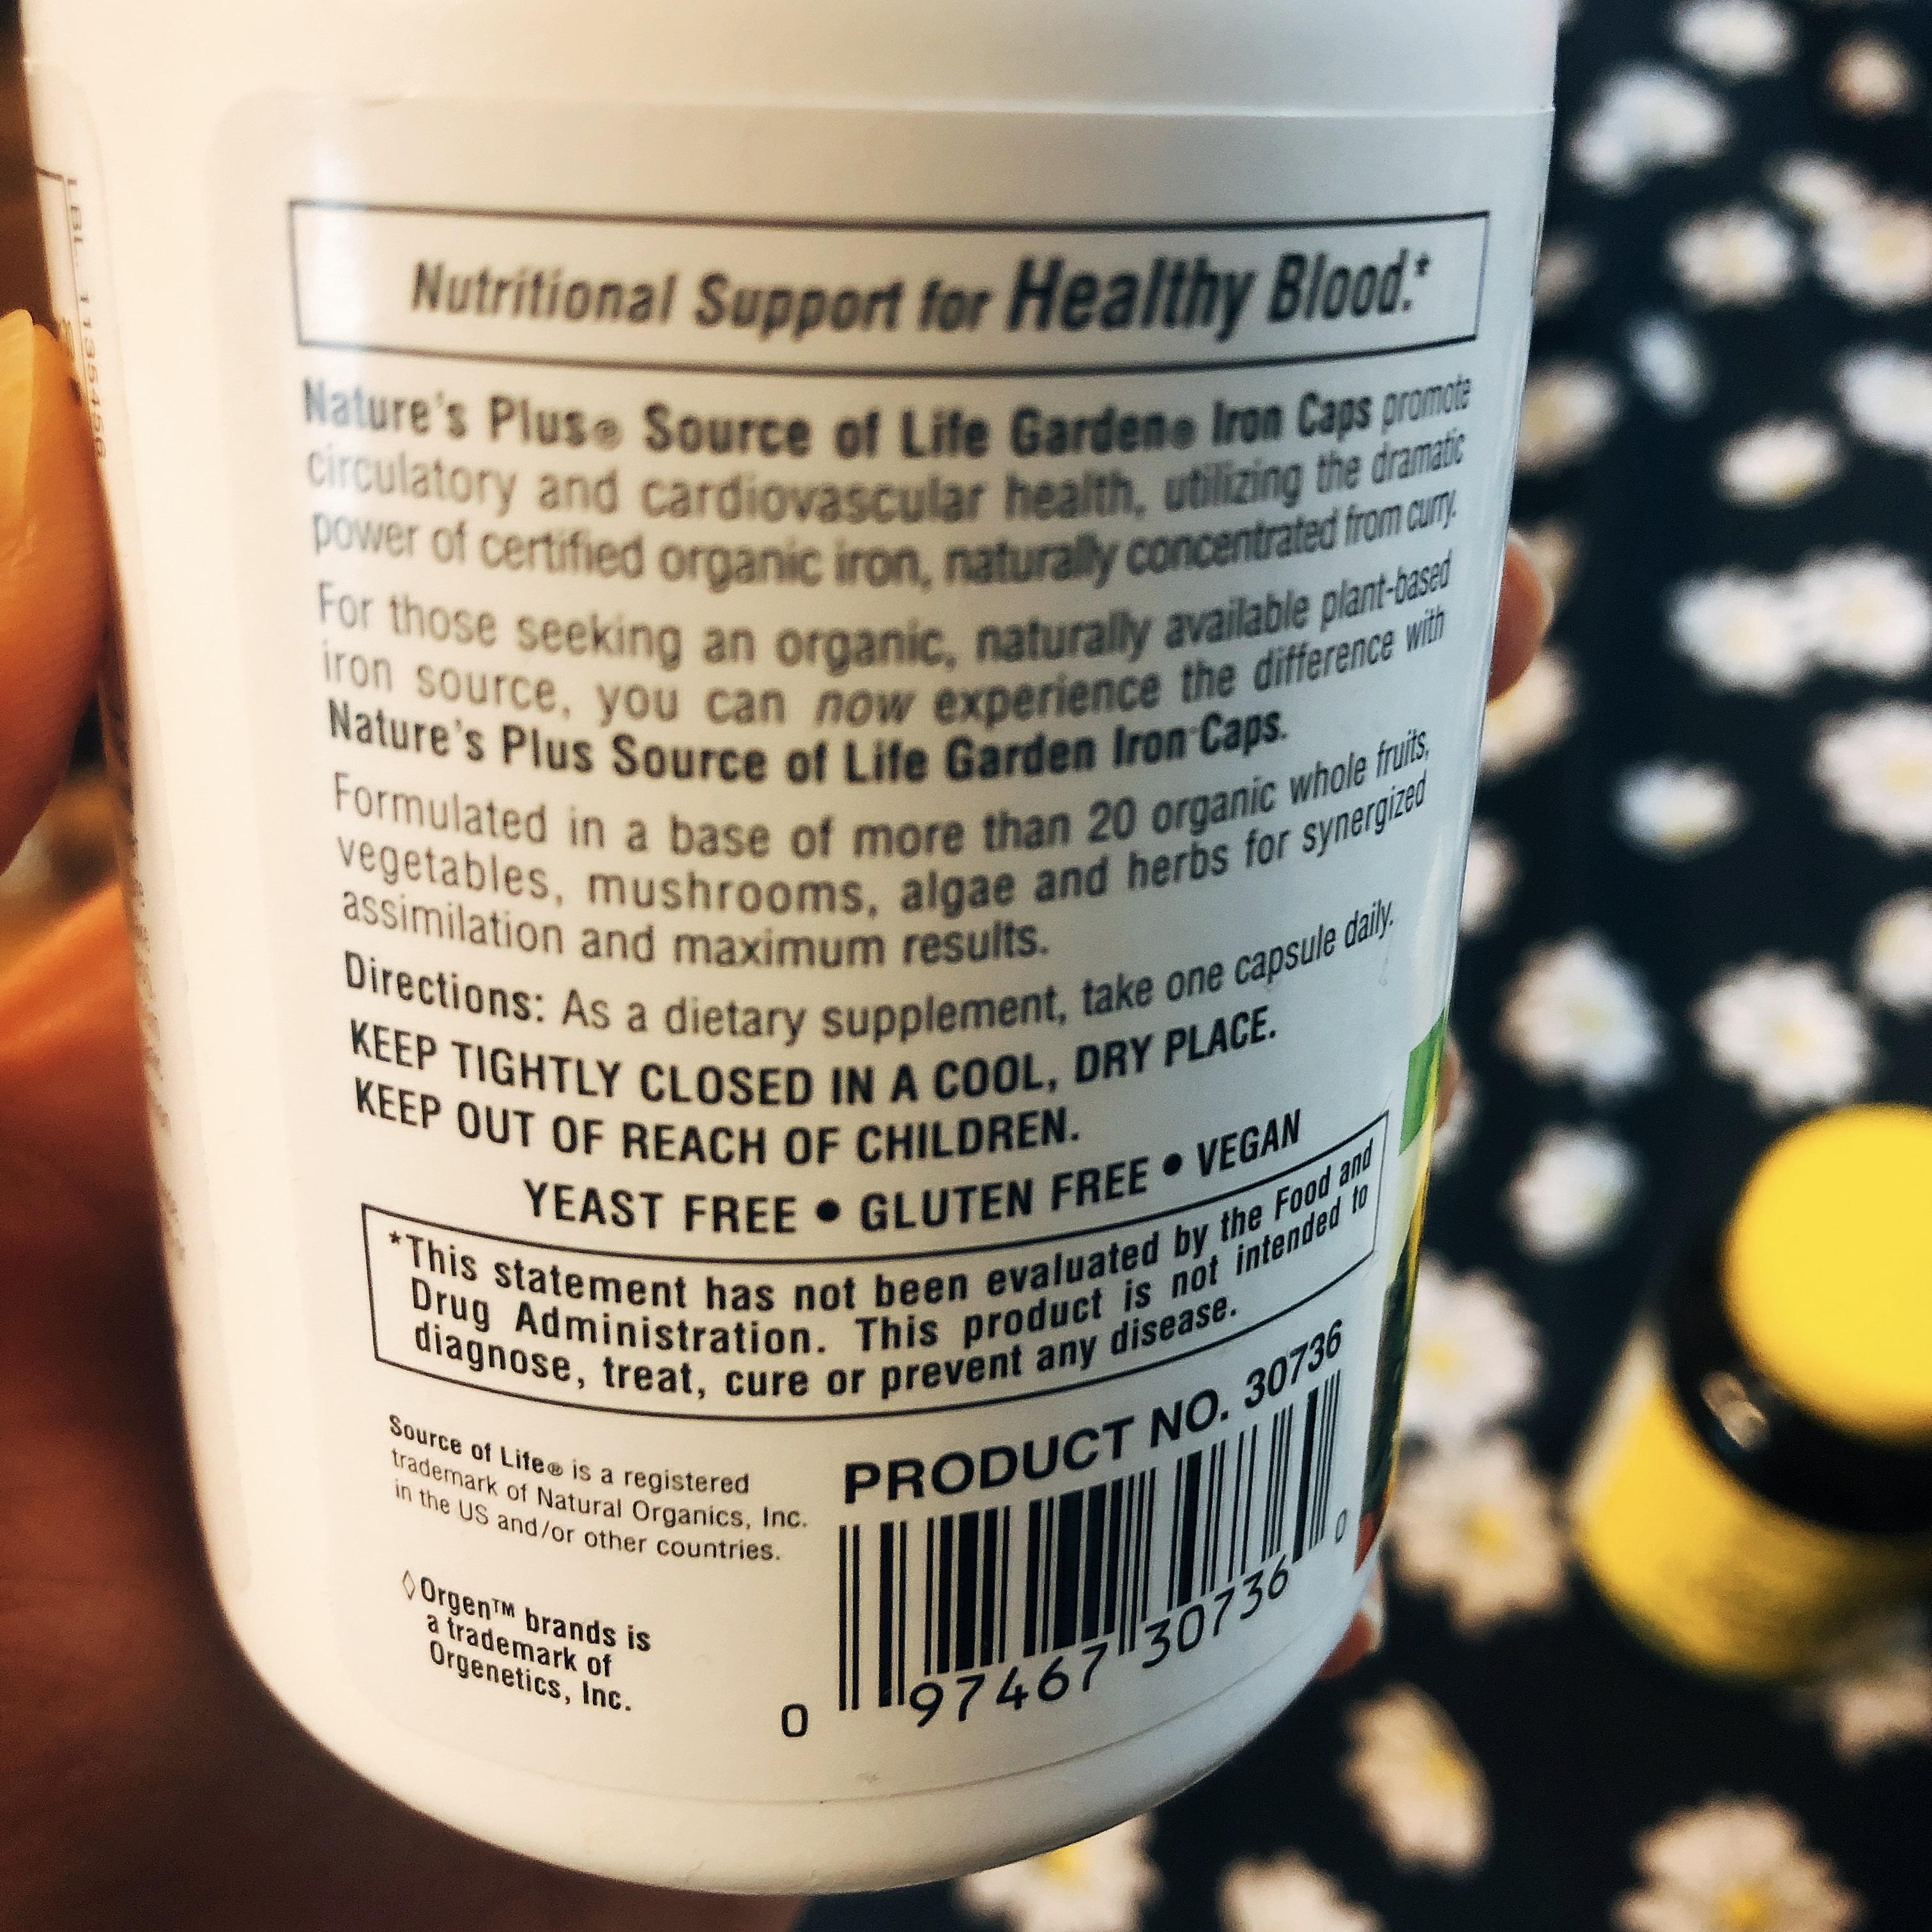 Nutritional Support for Healthy Blood.*
Nature's Plus® Source of Life Garden® Iron Caps promote
circulatory and cardiovascular health, utilizing the dramatic
power of certified organic iron, naturally concentrated from curry.
For those seeking an organic, naturally available plant-based
iron source, you can now experience the difference with
Nature's Plus Source of Life Garden Iron Caps.
Formulated in a base of more than 20 organic whole fruits,
vegetables, mushrooms, algae and herbs for synergized
assimilation and maximum results.
Directions: As a dietary supplement, take one capsule daily.
KEEP TIGHTLY CLOSED IN A COOL, DRY PLACE.
KEEP OUT OF REACH OF CHILDREN.
YEAST FREE • GLUTEN FREE • VEGAN
*This statement has not been evaluated by the Food and
Drug Administration. This product is not intended to
diagnose, treat, cure or prevent any disease.
Source of Life® is a registered
trademark of Natural Organics, Inc.
in the US and/or other countries.
◊Orgen™ brands is
a trademark of
Orgenetics, Inc.
PRODUCT NO. 30736
0 97467 30736 0